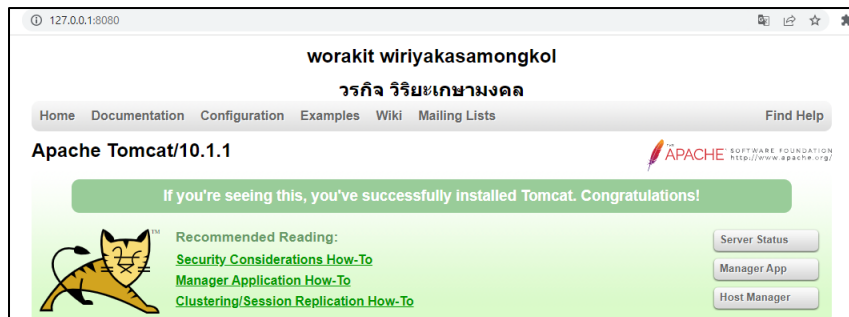 127.0.0.1:8080
worakit wiriyakasamongkol
วรกิจ วิริยะเกษามงคล
Home Documentation Configuration Examples Wiki Mailing Lists Find Help
Apache Tomcat/10.1.1
THE APACHE SOFTWARE FOUNDATION
http://www.apache.org/
If you're seeing this, you've successfully installed Tomcat. Congratulations!
TM
Recommended Reading:
Security Considerations How-To
Manager Application How-To
Clustering/Session Replication How-To
Server Status
Manager App
Host Manager